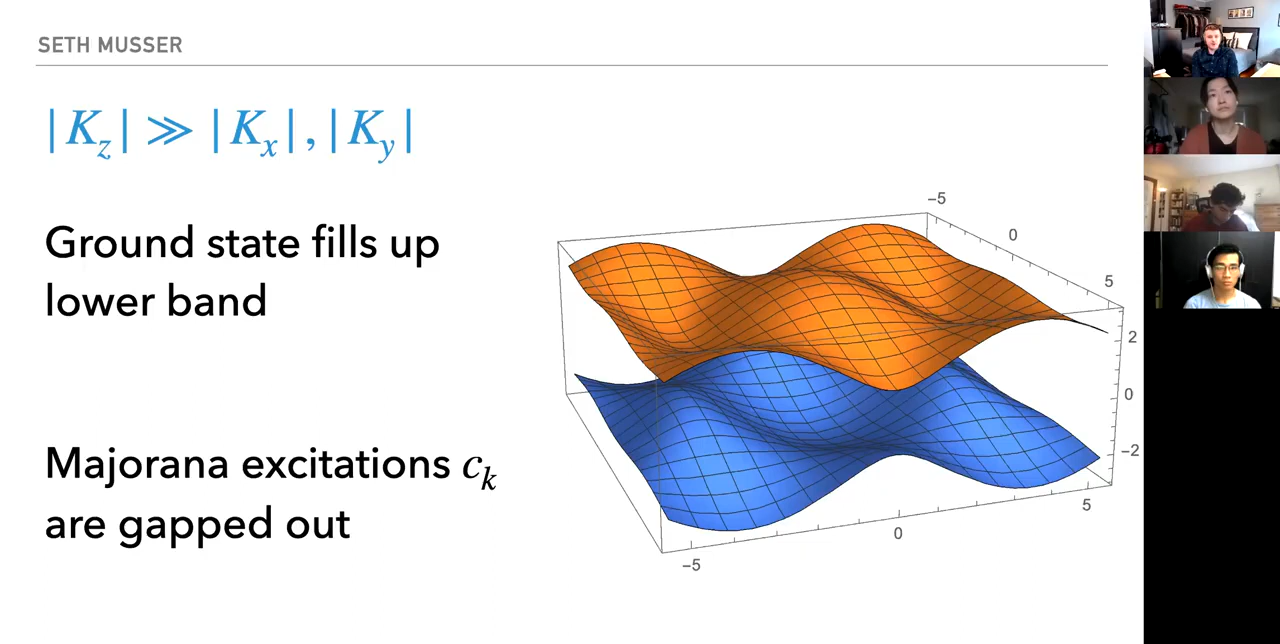 SETH MUSSER
|K_z| ≫ |K_x|, |K_y|
Ground state fills up
lower band
Majorana excitations c_k
are gapped out
−5
0
5
2
0
−2
−5
0
5